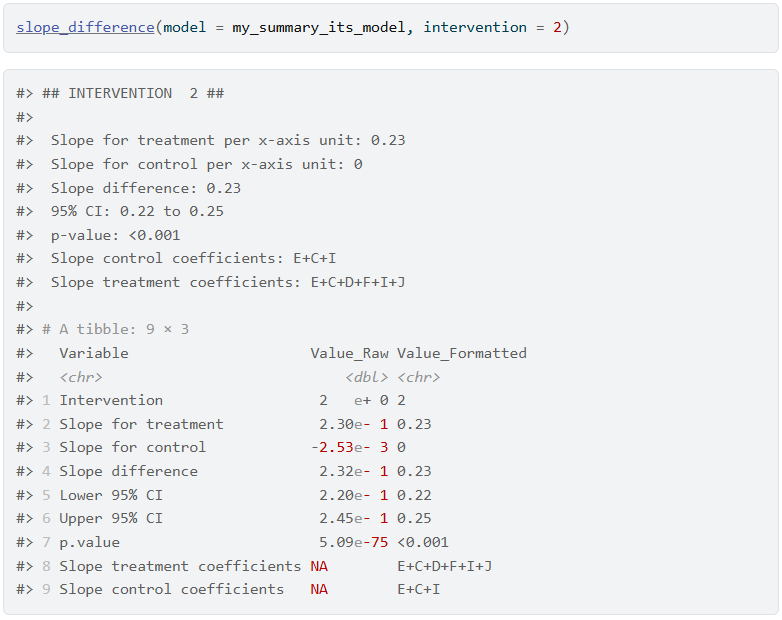 slope_difference(model = my_summary_its_model, intervention = 2)
#> ## INTERVENTION  2 ##
#>
#>  Slope for treatment per x-axis unit: 0.23
#>  Slope for control per x-axis unit: 0
#>  Slope difference: 0.23
#>  95% CI: 0.22 to 0.25
#>  p-value: <0.001
#>  Slope control coefficients: E+C+I
#>  Slope treatment coefficients: E+C+D+F+I+J
#>
#> # A tibble: 9 × 3
#>   Variable                     Value_Raw Value_Formatted
#>   <chr>                            <dbl> <chr>
#> 1 Intervention                  2   e+ 0 2
#> 2 Slope for treatment           2.30e- 1 0.23
#> 3 Slope for control            -2.53e- 3 0
#> 4 Slope difference              2.32e- 1 0.23
#> 5 Lower 95% CI                  2.20e- 1 0.22
#> 6 Upper 95% CI                  2.45e- 1 0.25
#> 7 p.value                       5.09e-75 <0.001
#> 8 Slope treatment coefficients NA        E+C+D+F+I+J
#> 9 Slope control coefficients   NA        E+C+I